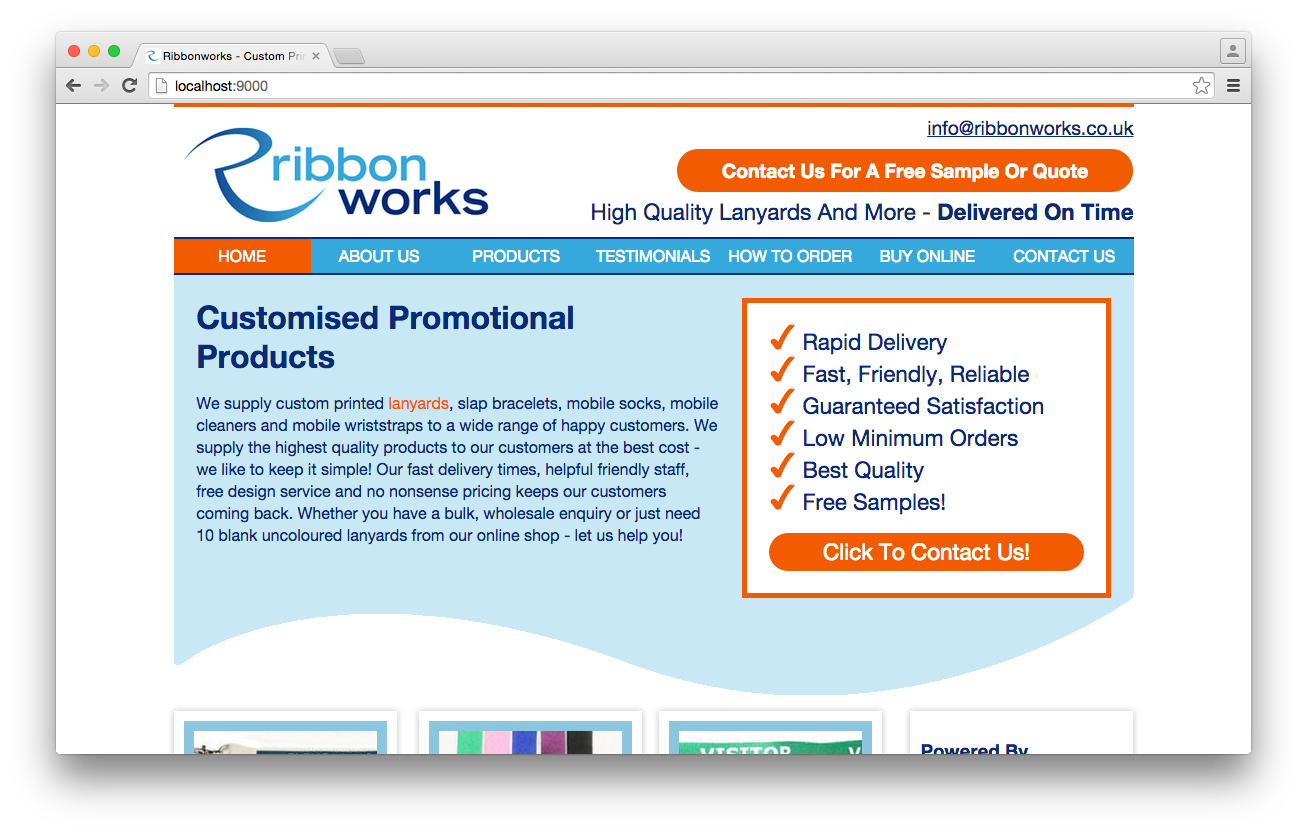 Ribbonworks - Custom Prin
localhost:9000
info@ribbonworks.co.uk
ribbon
works
Contact Us For A Free Sample Or Quote
High Quality Lanyards And More - Delivered On Time
HOME ABOUT US PRODUCTS TESTIMONIALS HOW TO ORDER BUY ONLINE CONTACT US
Customised Promotional
Products
We supply custom printed lanyards, slap bracelets, mobile socks, mobile
cleaners and mobile wriststraps to a wide range of happy customers. We
supply the highest quality products to our customers at the best cost -
we like to keep it simple! Our fast delivery times, helpful friendly staff,
free design service and no nonsense pricing keeps our customers
coming back. Whether you have a bulk, wholesale enquiry or just need
10 blank uncoloured lanyards from our online shop - let us help you!
Rapid Delivery
Fast, Friendly, Reliable
Guaranteed Satisfaction
Low Minimum Orders
Best Quality
Free Samples!
Click To Contact Us!
VISITOR V
Powered By